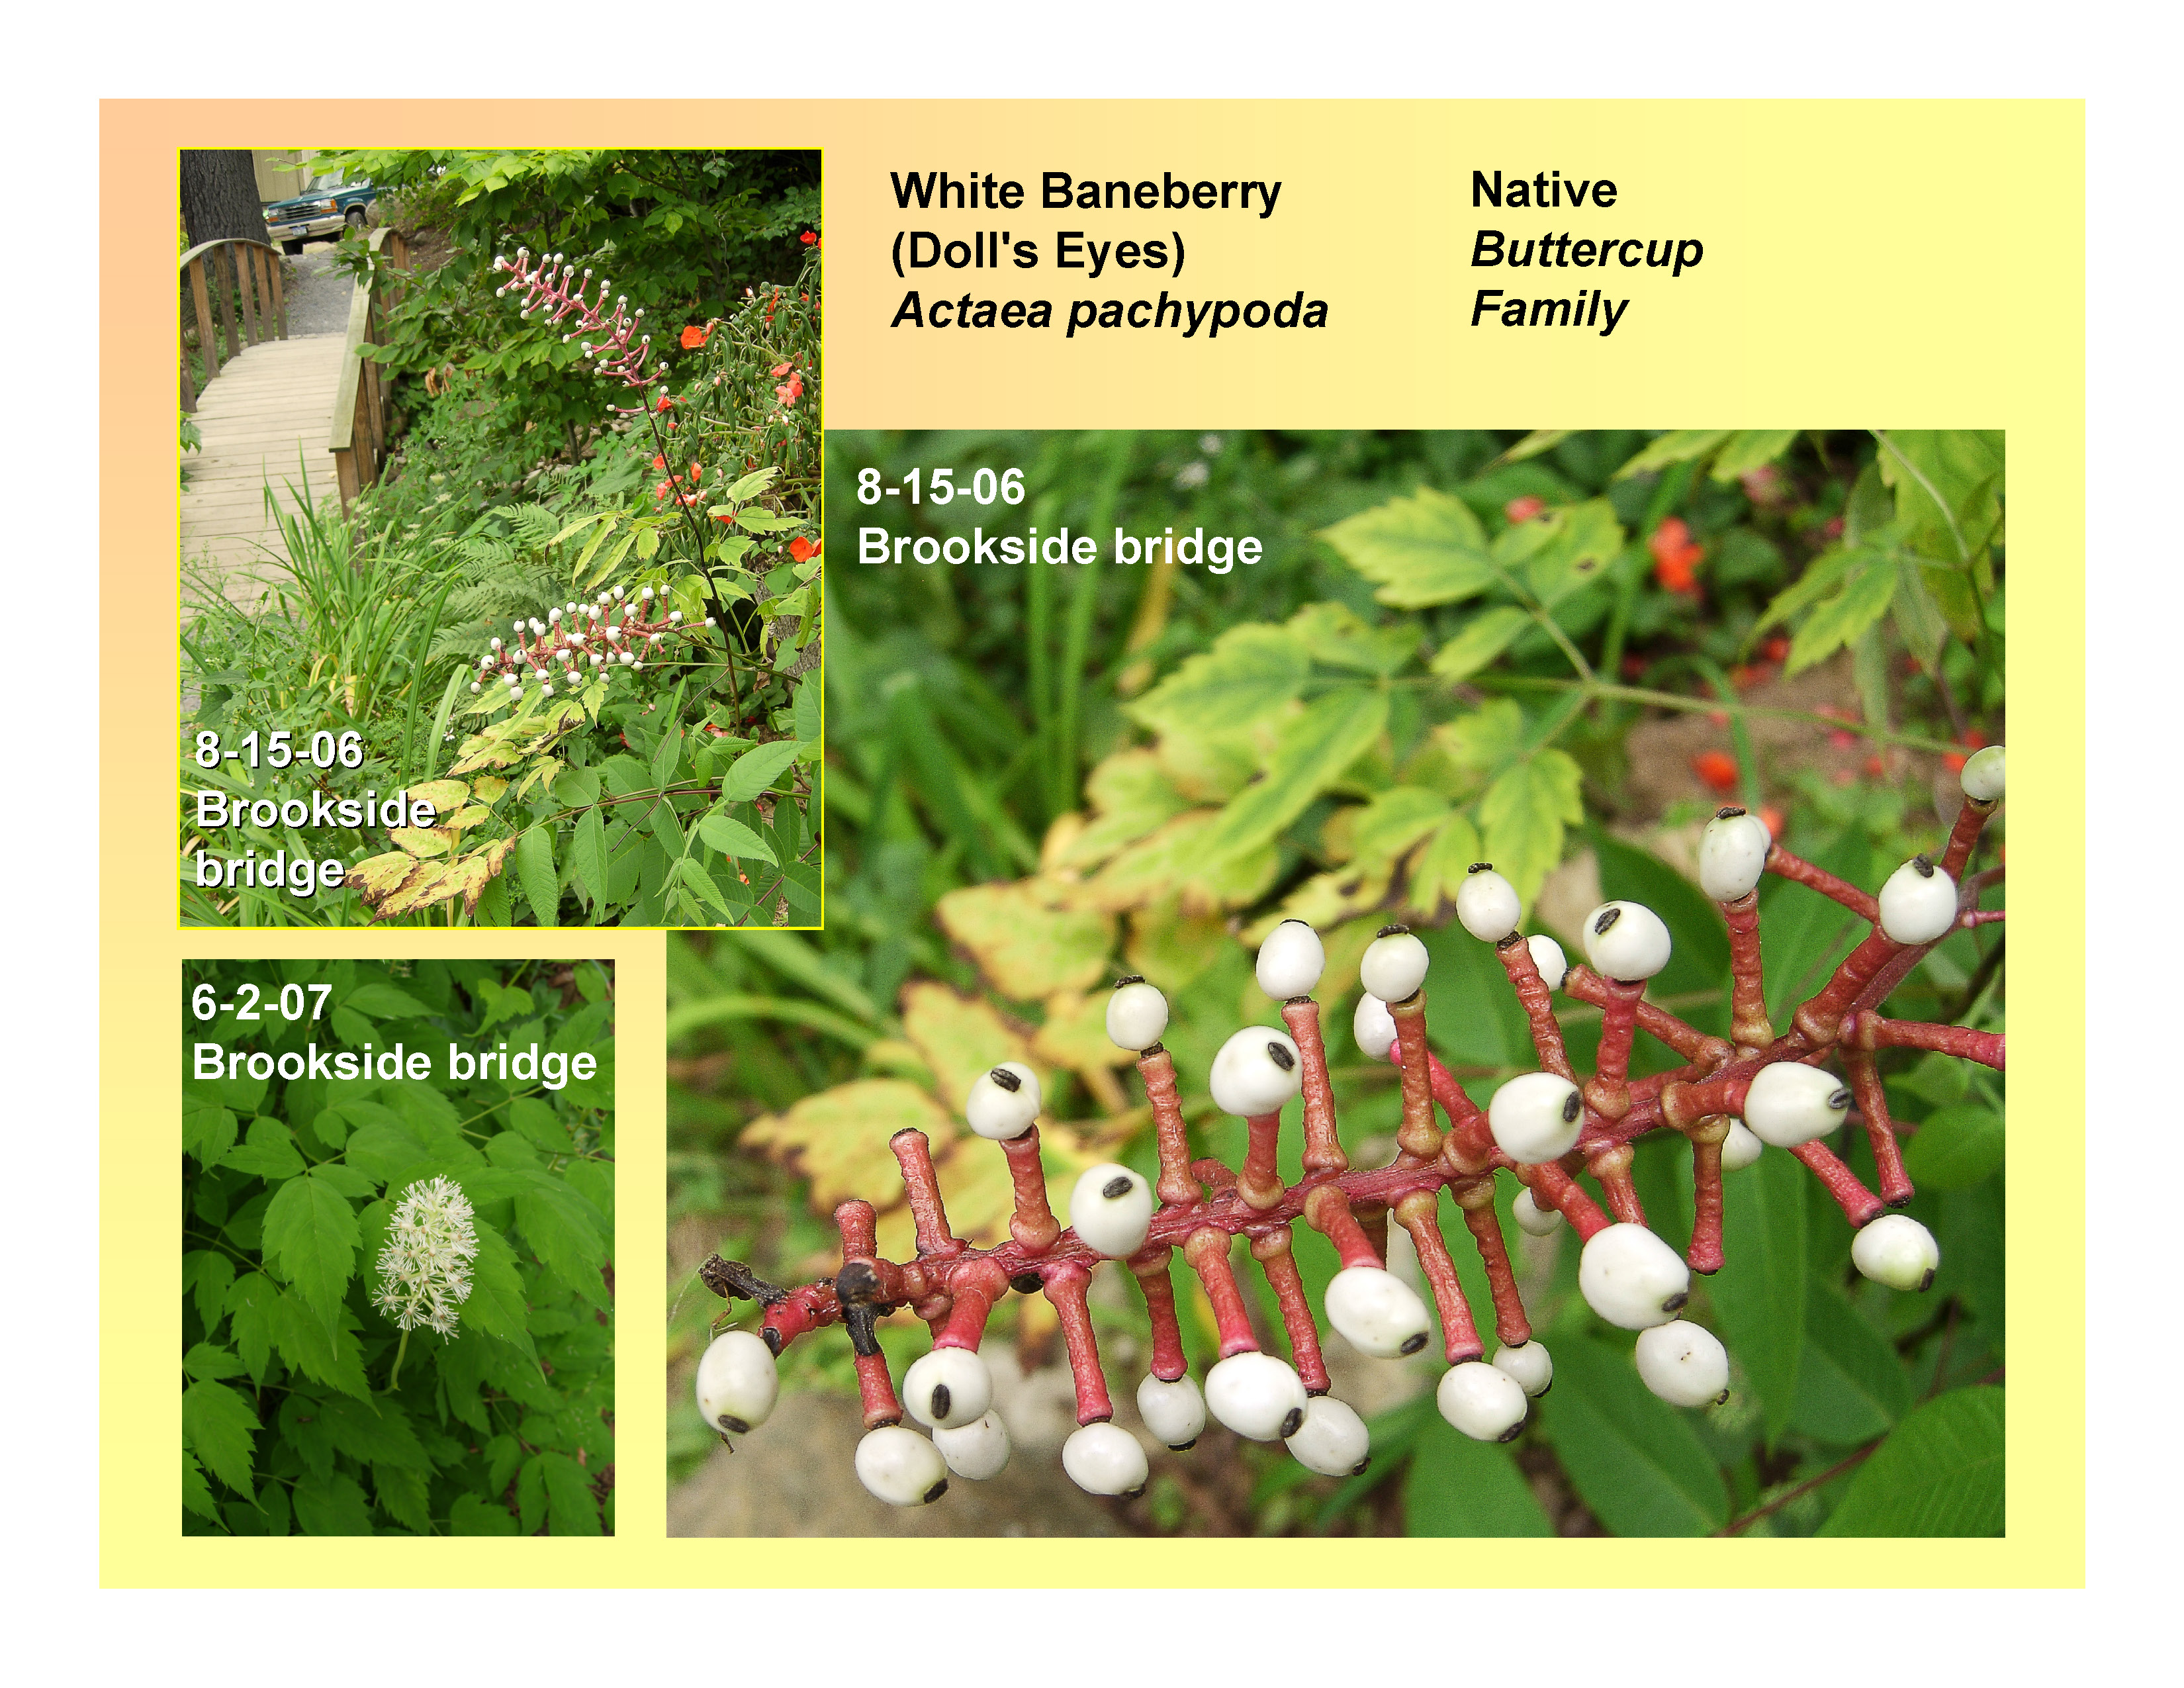 White Baneberry
(Doll's Eyes)
Actaea pachypoda
Native
Buttercup
Family
8-15-06
Brookside
bridge
8-15-06
Brookside bridge
6-2-07
Brookside bridge